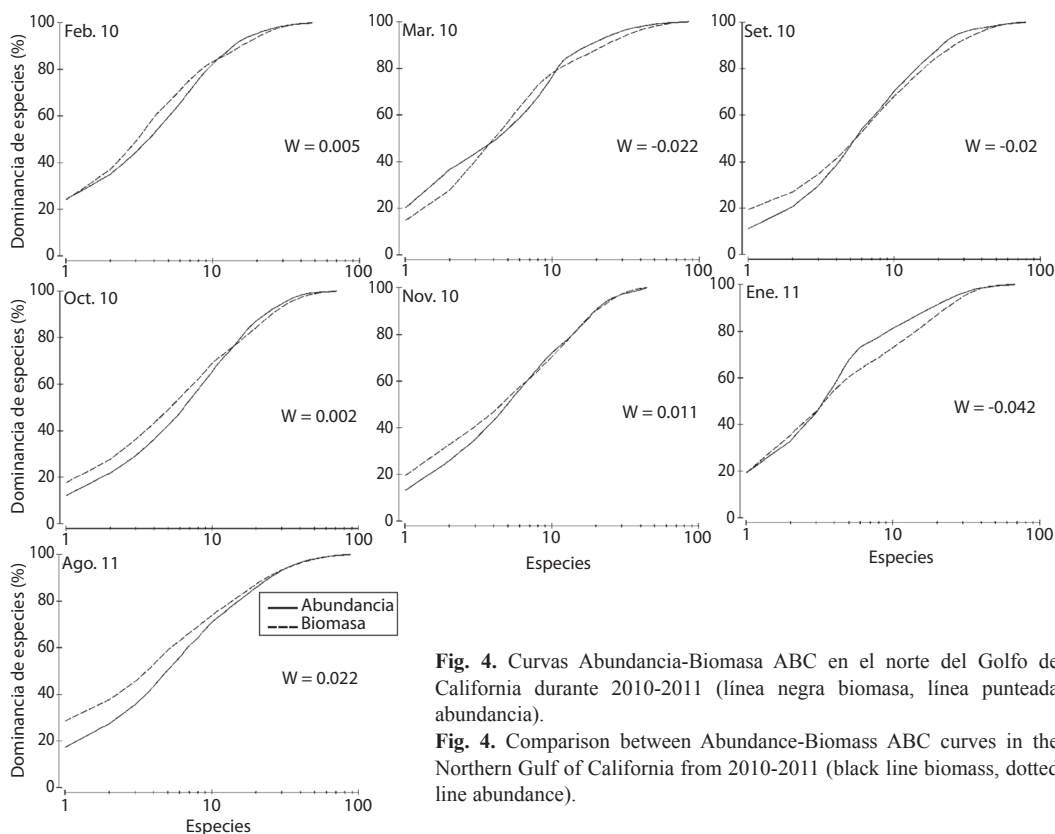 Feb. 10
Dominancia de especies (%)
100
80
60
40
20
0
W = 0.005
1
10
100
Mar. 10
100
80
60
40
20
0
W = -0.022
1
10
100
Set. 10
100
80
60
40
20
0
W = -0.02
1
10
100
Oct. 10
Dominancia de especies (%)
100
80
60
40
20
0
W = 0.002
1
10
100
Nov. 10
100
80
60
40
20
0
W = 0.011
1
10
100
Especies
Ene. 11
100
80
60
40
20
0
W = -0.042
1
10
100
Especies
Ago. 11
Dominancia de especies (%)
100
80
60
40
20
0
Abundancia
Biomasa
W = 0.022
1
10
100
Especies
Fig. 4. Curvas Abundancia-Biomasa ABC en el norte del Golfo de
California durante 2010-2011 (línea negra biomasa, línea punteada
abundancia).
Fig. 4. Comparison between Abundance-Biomass ABC curves in the
Northern Gulf of California from 2010-2011 (black line biomass, dotted
line abundance).